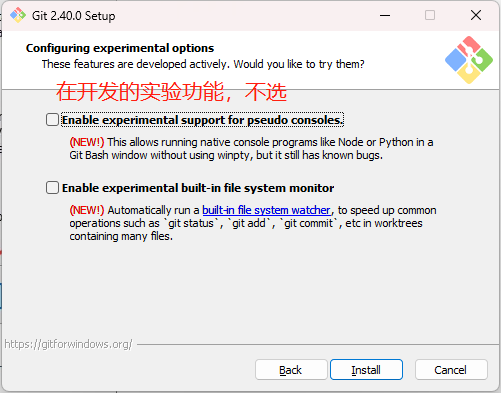 Git 2.40.0 Setup
Configuring experimental options
These features are developed actively. Would you like to try them?
在开发的实验功能，不选
Enable experimental support for pseudo consoles.
(NEW!) This allows running native console programs like Node or Python in a
Git Bash window without using winpty, but it still has known bugs.
Enable experimental built-in file system monitor
(NEW!) Automatically run a built-in file system watcher, to speed up common
operations such as `git status`, `git add`, `git commit`, etc in worktrees
containing many files.
https://gitforwindows.org/
Back
Install
Cancel